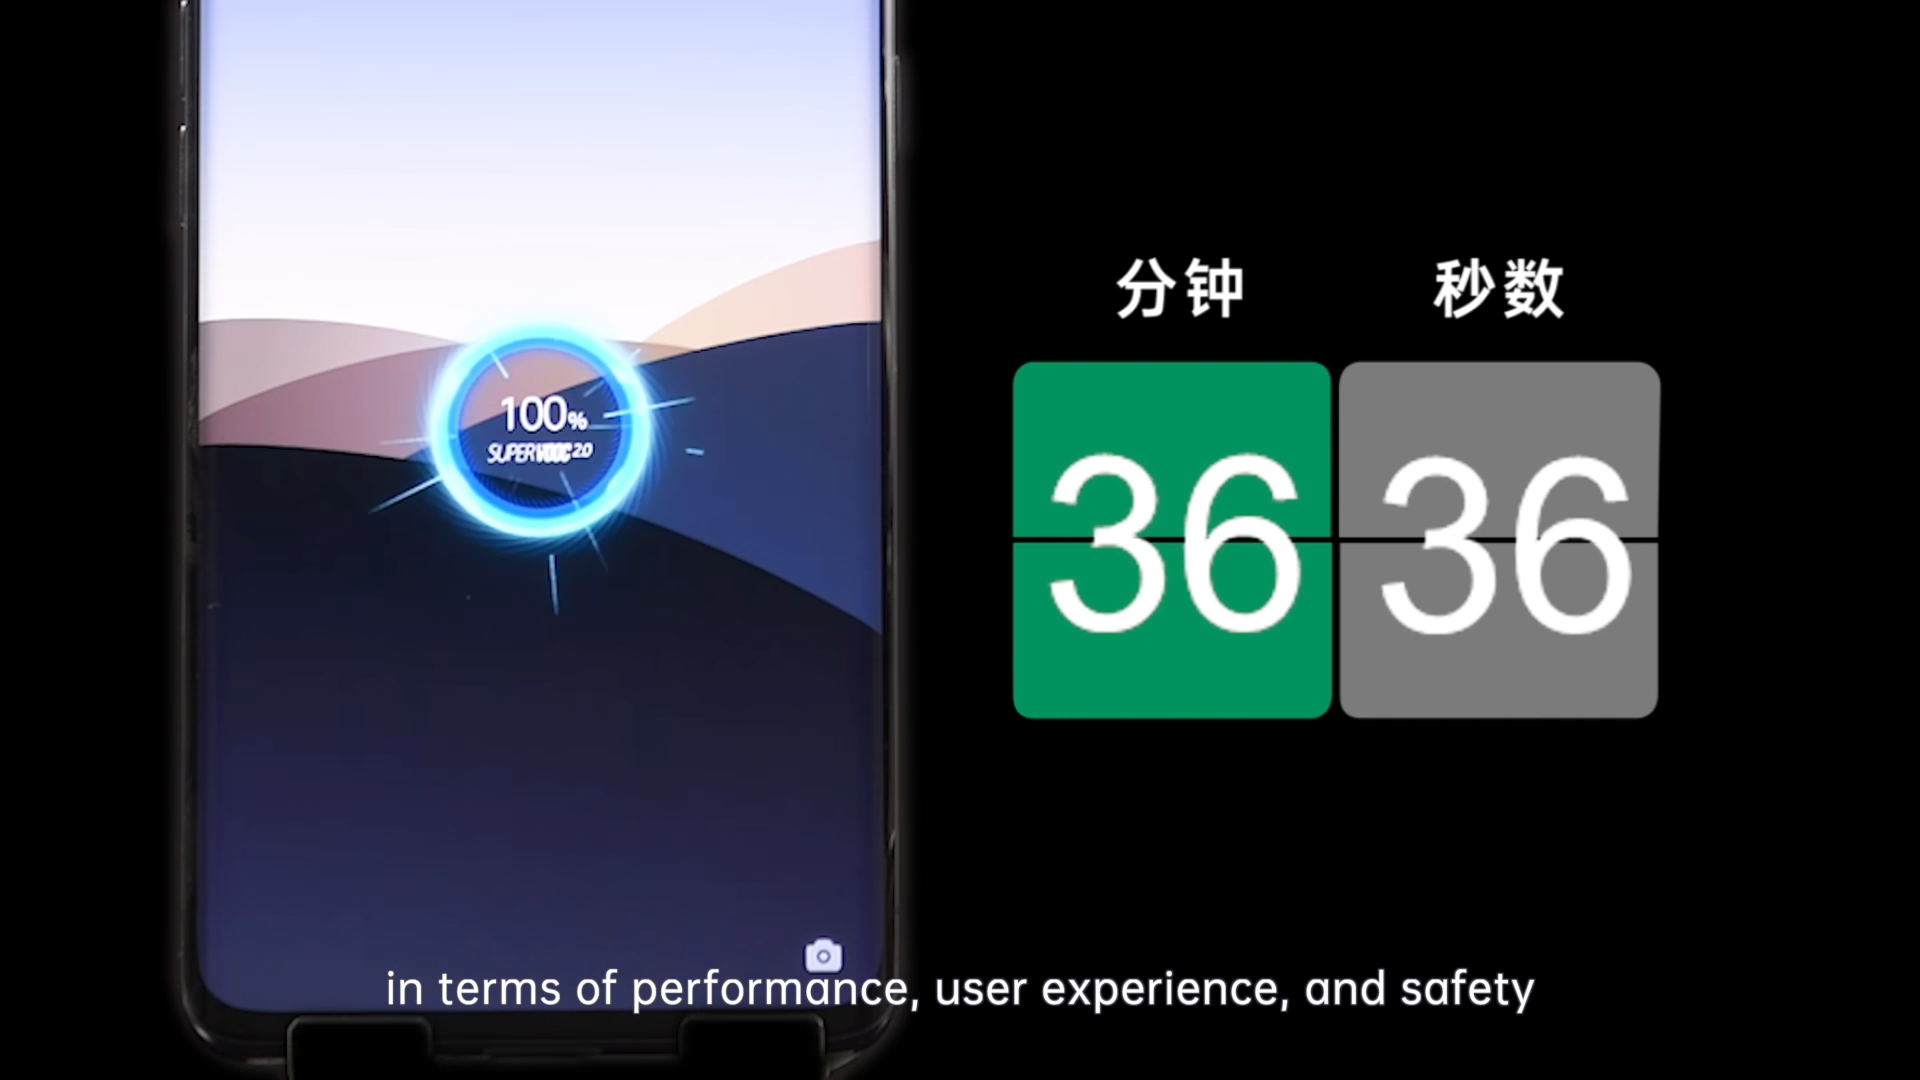 100%
SUPERVOOC 2.0
分钟 秒数
36 36
in terms of performance, user experience, and safety